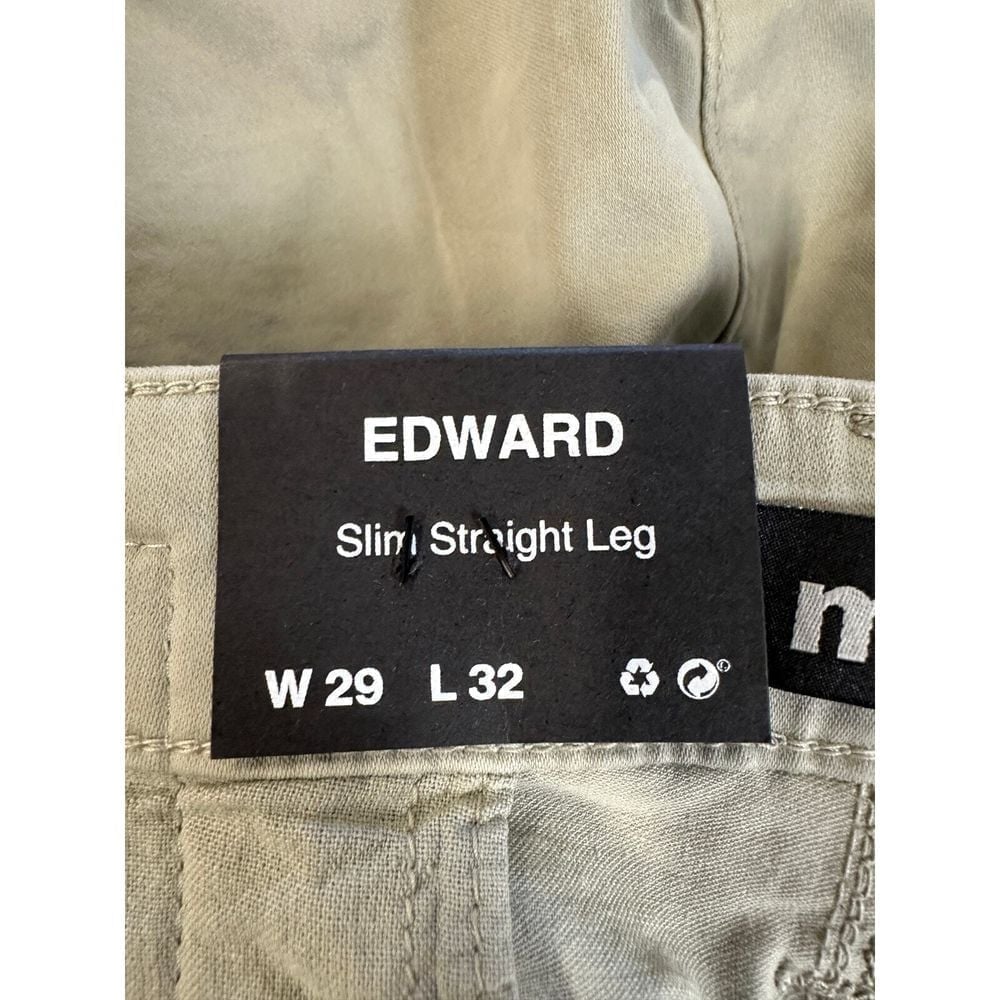 EDWARD
Slim Straight Leg
W 29 L 32
m